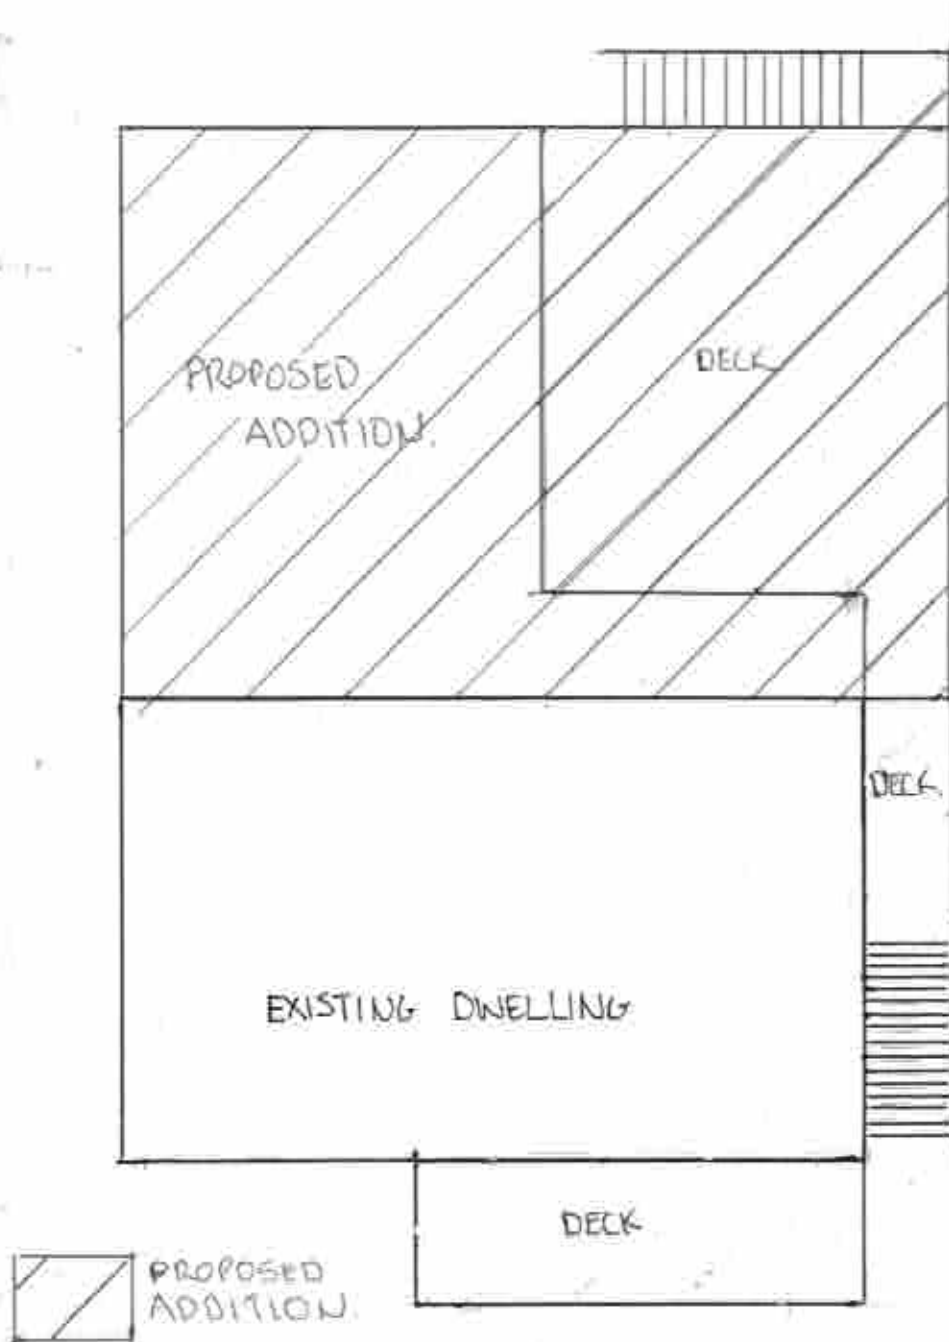 DECK
PROPOSED
ADDITION.
DECK.
EXISTING DWELLING
DECK
PROPOSED
ADDITION.